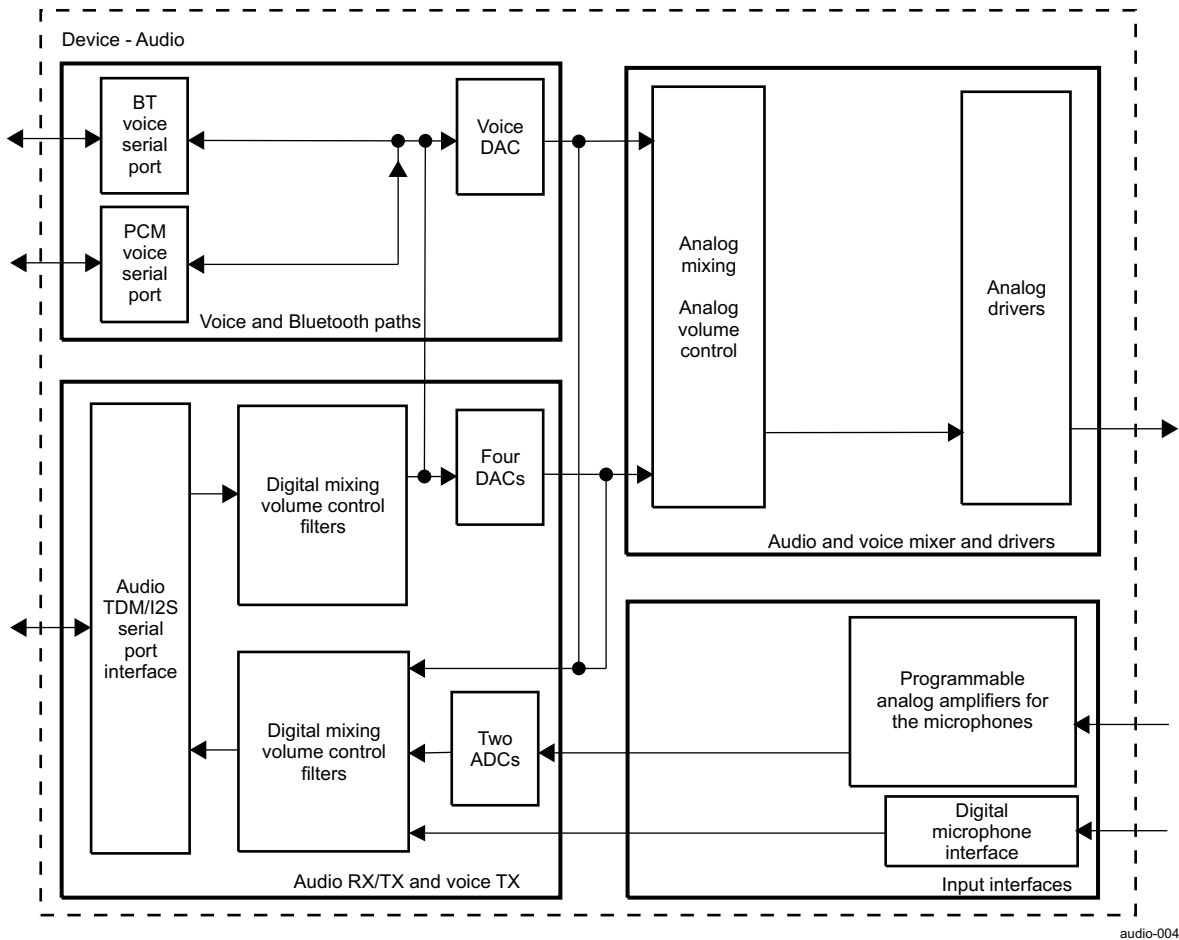 Device - Audio
BT
voice
serial
port
Voice
DAC
PCM
voice
serial
port
Voice and Bluetooth paths
Analog
mixing
Analog
volume
control
Analog
drivers
Audio and voice mixer and drivers
Audio
TDM/I2S
serial
port
interface
Digital mixing
volume control
filters
Four
DACs
Digital mixing
volume control
filters
Two
ADCs
Audio RX/TX and voice TX
Programmable
analog amplifiers for
the microphones
Digital
microphone
interface
Input interfaces
audio-004